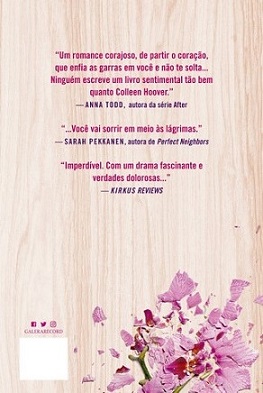 “Um romance corajoso, de partir o coração,
que enfia as garras em você e não te solta...
Ninguém escreve um livro sentimental tão bem
quanto Colleen Hoover.”
— ANNA TODD, autora da série After
“...Você vai sorrir em meio às lágrimas.”
— SARAH PEKKANEN, autora de Perfect Neighbors
“Imperdível. Com um drama fascinante e
verdades dolorosas...”
— KIRKUS REVIEWS
GALERARECORD